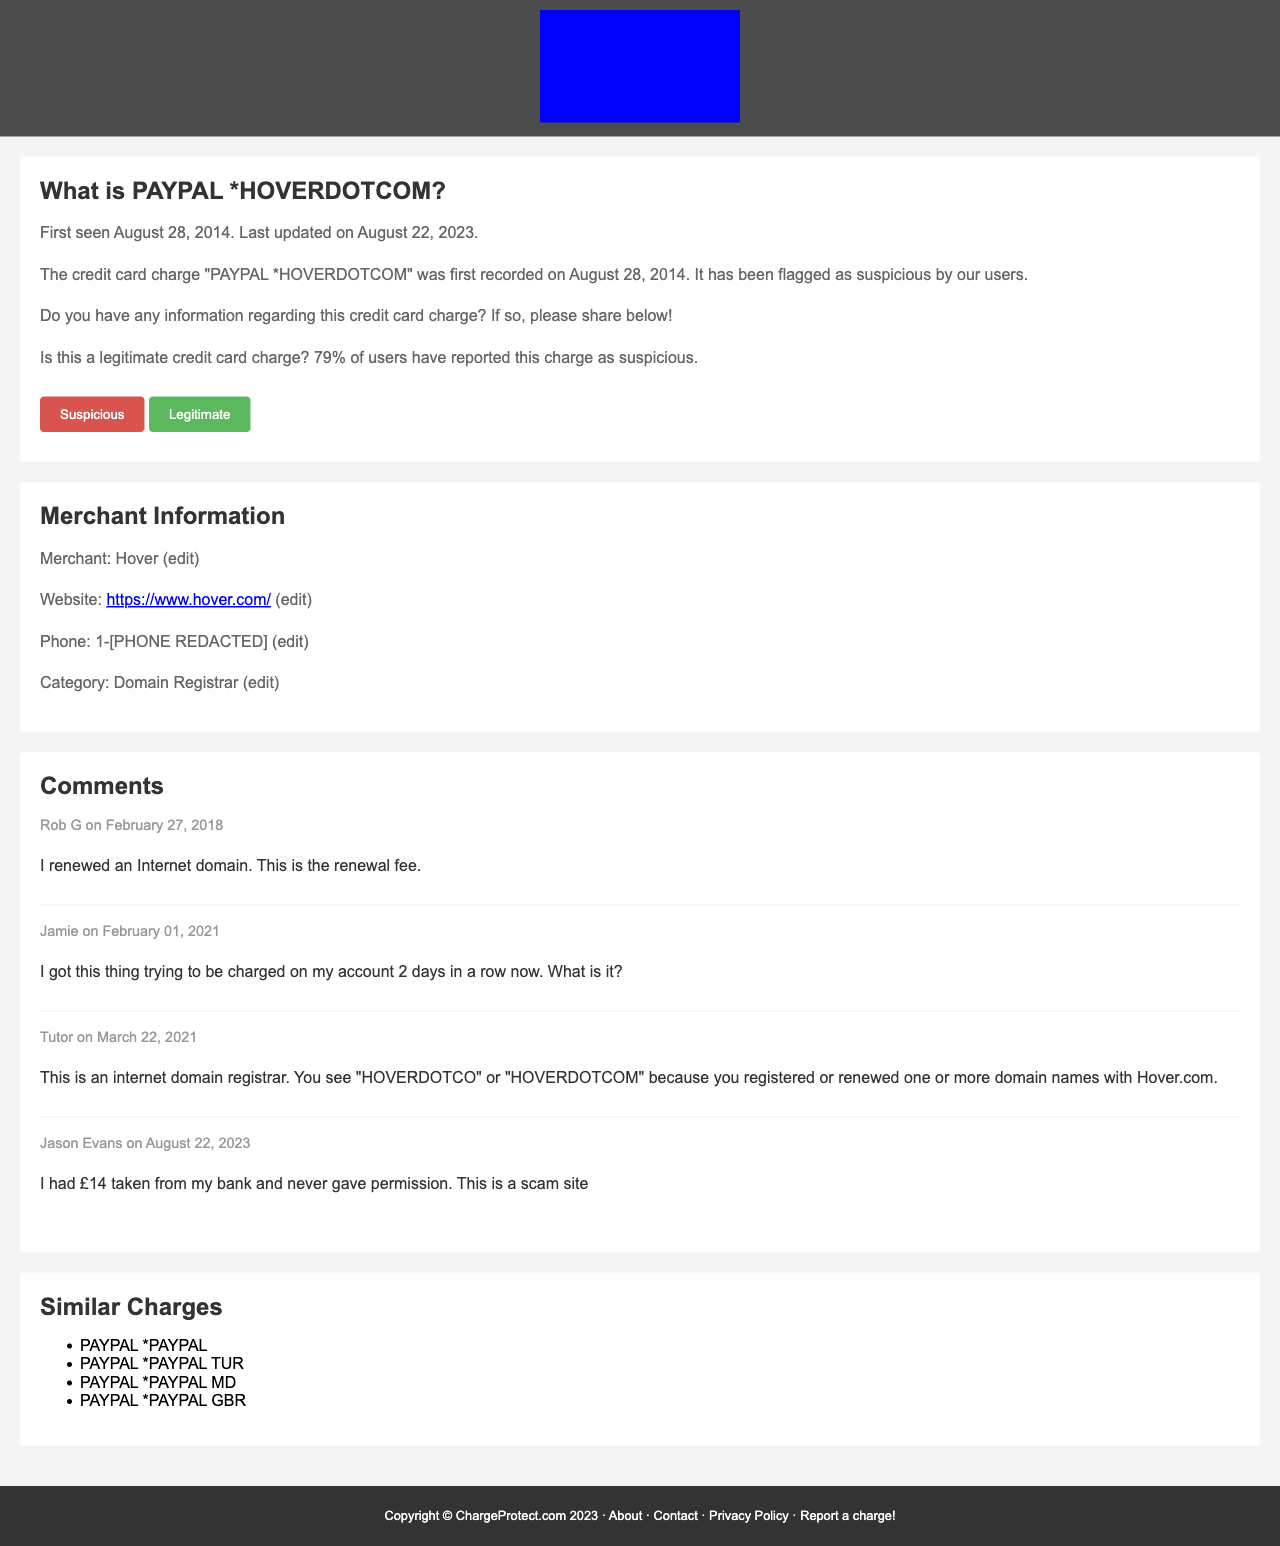 What is PAYPAL *HOVERDOTCOM?
First seen August 28, 2014. Last updated on August 22, 2023.
The credit card charge "PAYPAL *HOVERDOTCOM" was first recorded on August 28, 2014. It has been flagged as suspicious by our users.
Do you have any information regarding this credit card charge? If so, please share below!
Is this a legitimate credit card charge? 79% of users have reported this charge as suspicious.
Suspicious Legitimate
Merchant Information
Merchant: Hover (edit)
Website: https://www.hover.com/ (edit)
Phone: 1-[PHONE REDACTED] (edit)
Category: Domain Registrar (edit)
Comments
Rob G on February 27, 2018
I renewed an Internet domain. This is the renewal fee.
Jamie on February 01, 2021
I got this thing trying to be charged on my account 2 days in a row now. What is it?
Tutor on March 22, 2021
This is an internet domain registrar. You see "HOVERDOTCO" or "HOVERDOTCOM" because you registered or renewed one or more domain names with Hover.com.
Jason Evans on August 22, 2023
I had £14 taken from my bank and never gave permission. This is a scam site
Similar Charges
• PAYPAL *PAYPAL
• PAYPAL *PAYPAL TUR
• PAYPAL *PAYPAL MD
• PAYPAL *PAYPAL GBR
Copyright © ChargeProtect.com 2023 · About · Contact · Privacy Policy · Report a charge!